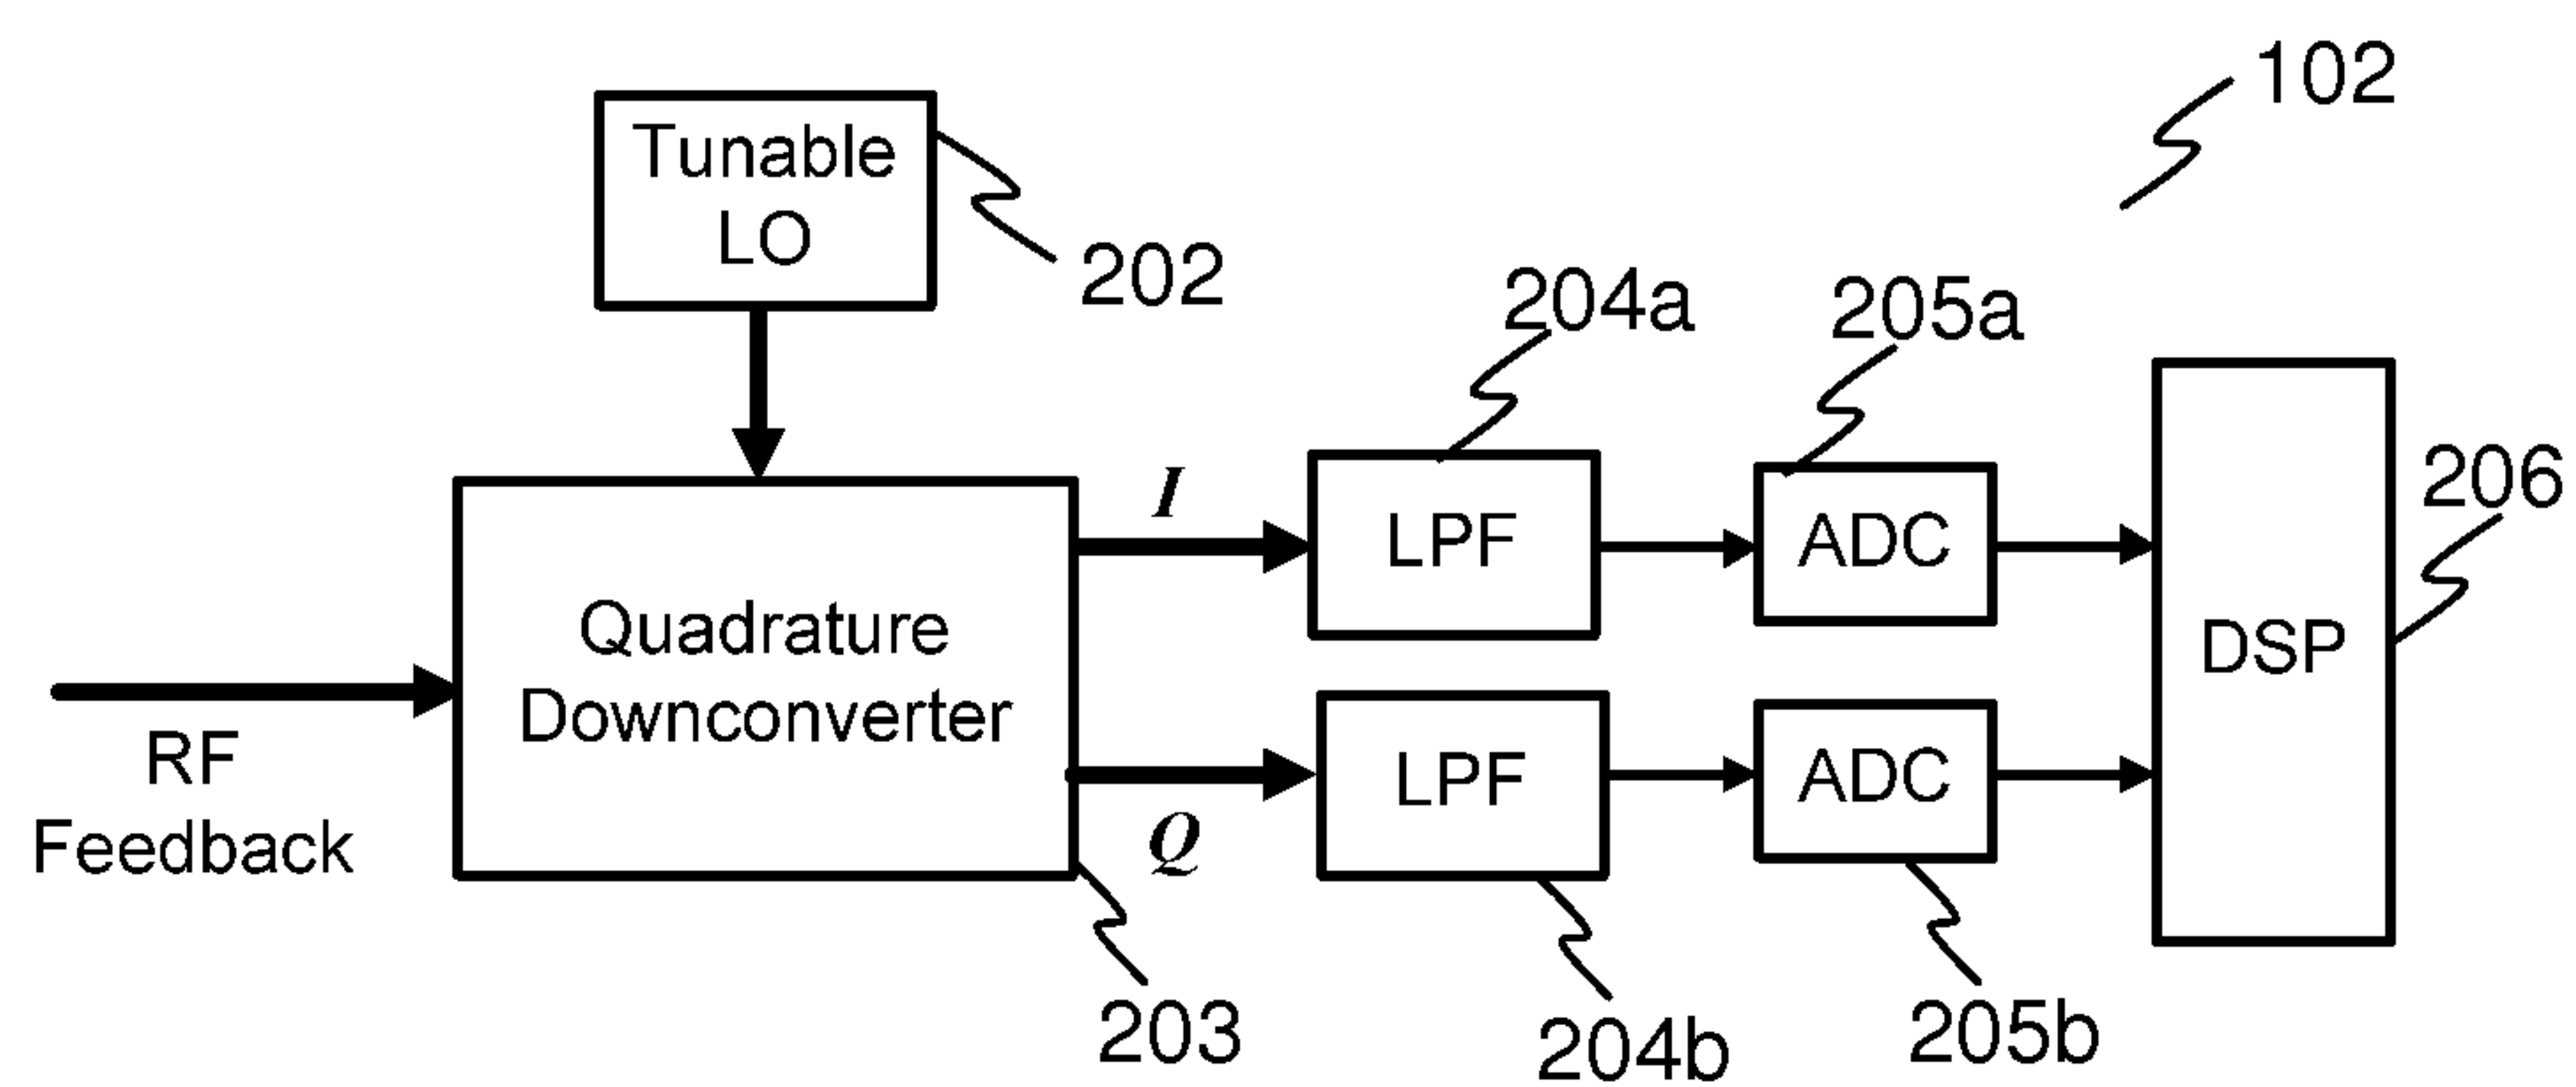 102
Tunable
LO
202
204a
205a
206
I
LPF
ADC
DSP
Quadrature
Downconverter
RF
Feedback
Q
LPF
ADC
203
204b
205b